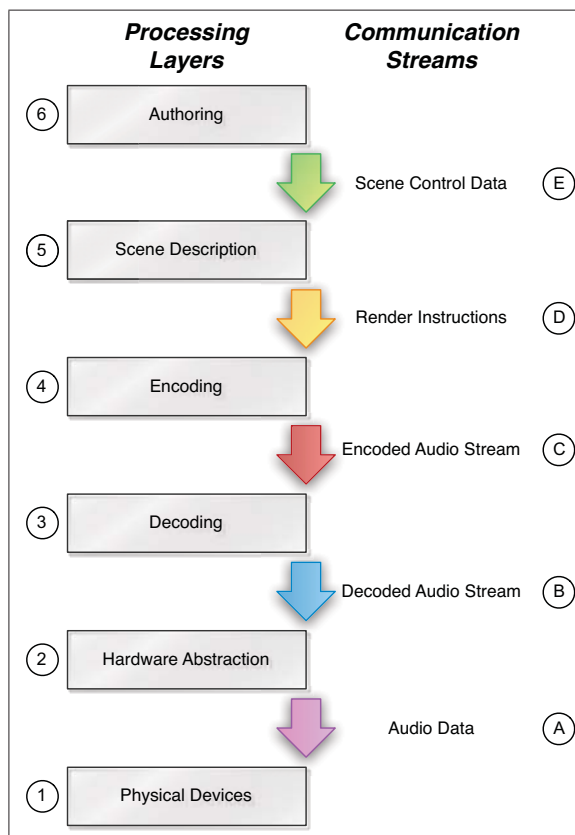 Processing Layers
Communication Streams
6
Authoring
Scene Control Data
E
5
Scene Description
Render Instructions
D
4
Encoding
Encoded Audio Stream
C
3
Decoding
Decoded Audio Stream
B
2
Hardware Abstraction
Audio Data
A
1
Physical Devices